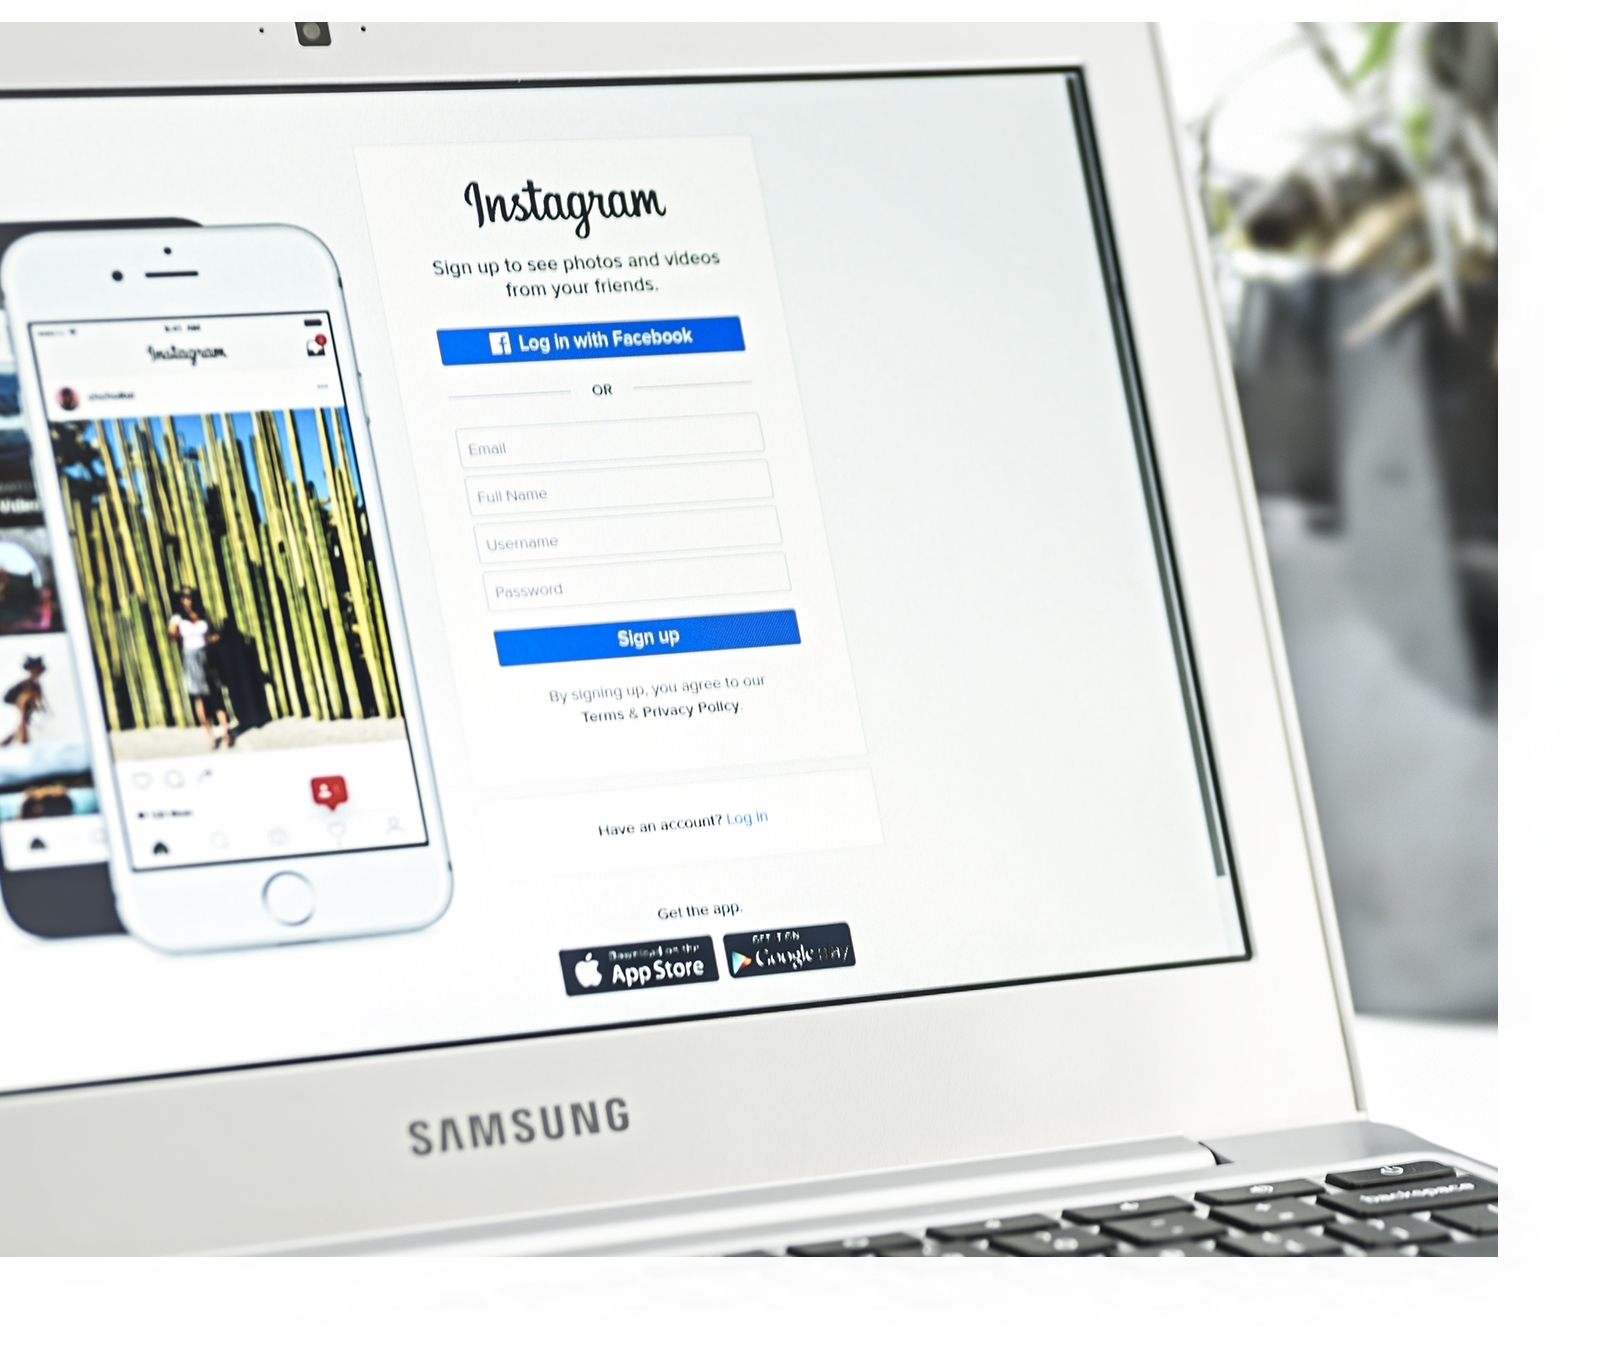 Instagram
Sign up to see photos and videos
from your friends.
Log in with Facebook
OR
Email
Full Name
Username
Password
Sign up
By signing up, you agree to our
Terms & Privacy Policy.
Have an account? Log in
Get the app.
Download on the
App Store
GET IT ON
Google play
Instagram
SAMSUNG
backspace